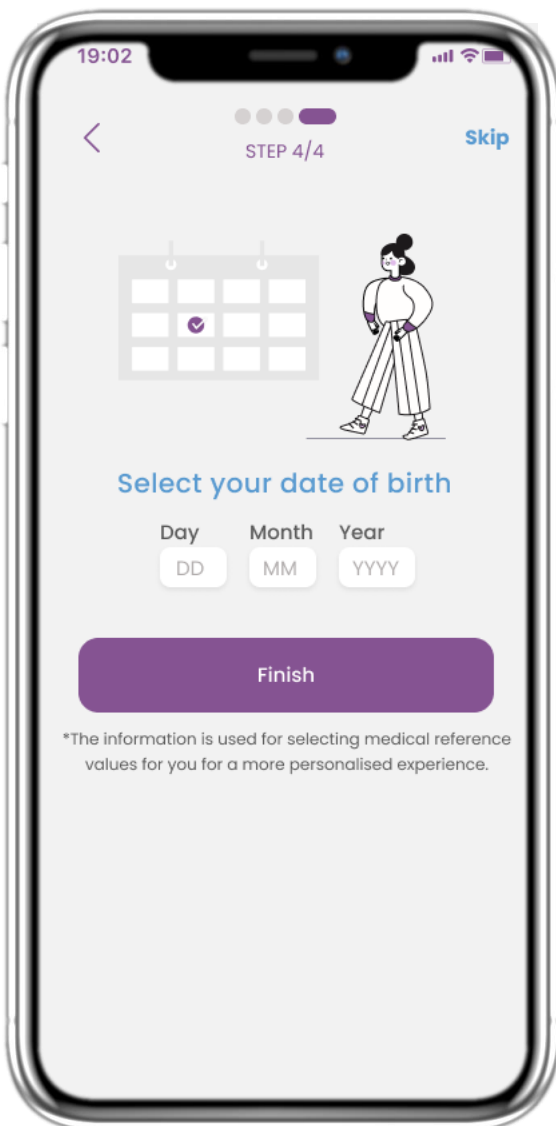 19:02
STEP 4/4
Skip
Select your date of birth
Day Month Year
DD MM YYYY
Finish
*The information is used for selecting medical reference
values for you for a more personalised experience.